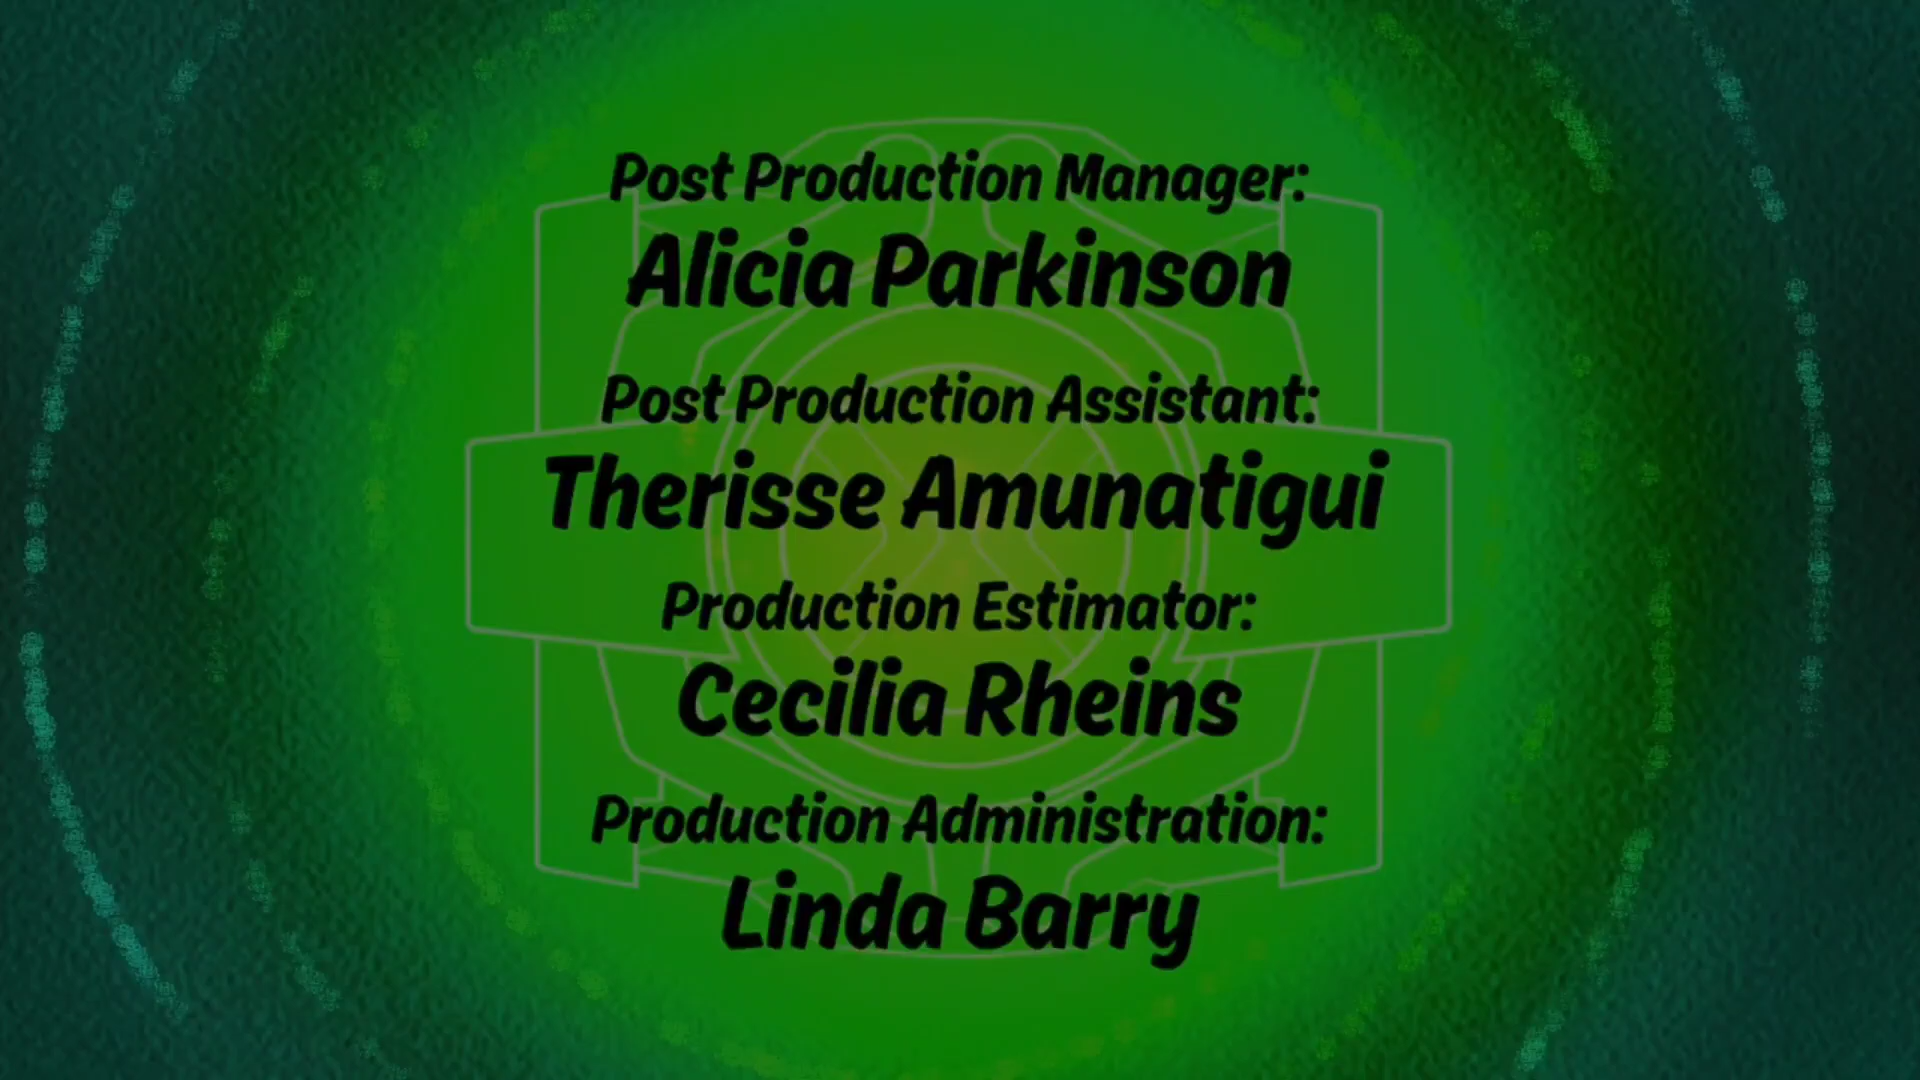 Post Production Manager:
Alicia Parkinson
Post Production Assistant:
Therisse Amunatigui
Production Estimator:
Cecilia Rheins
Production Administration:
Linda Barry